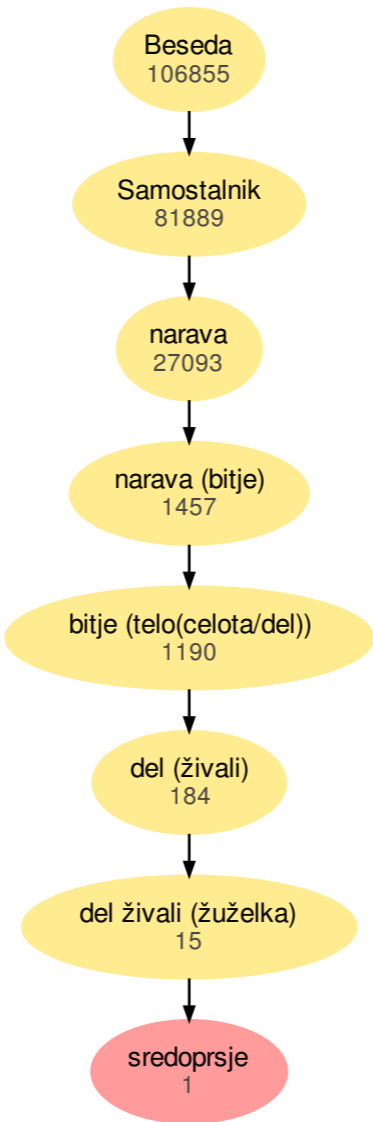 Beseda
106855
Samostalnik
81889
narava
27093
narava (bitje)
1457
bitje (telo(celota/del))
1190
del (živali)
184
del živali (žuželka)
15
sredoprsje
1